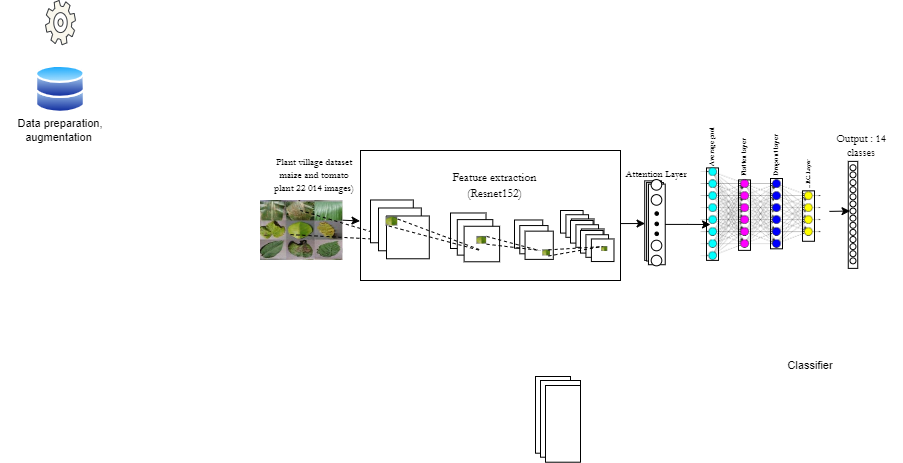 Data preparation,
augmentation
Plant village dataset
maize and tomato
plant 22 014 images)
Feature extraction
(Resnet152)
Attention Layer
Average pool
Flatten layer
Dropout layer
FC Layer
Output : 14
classes
Classifier